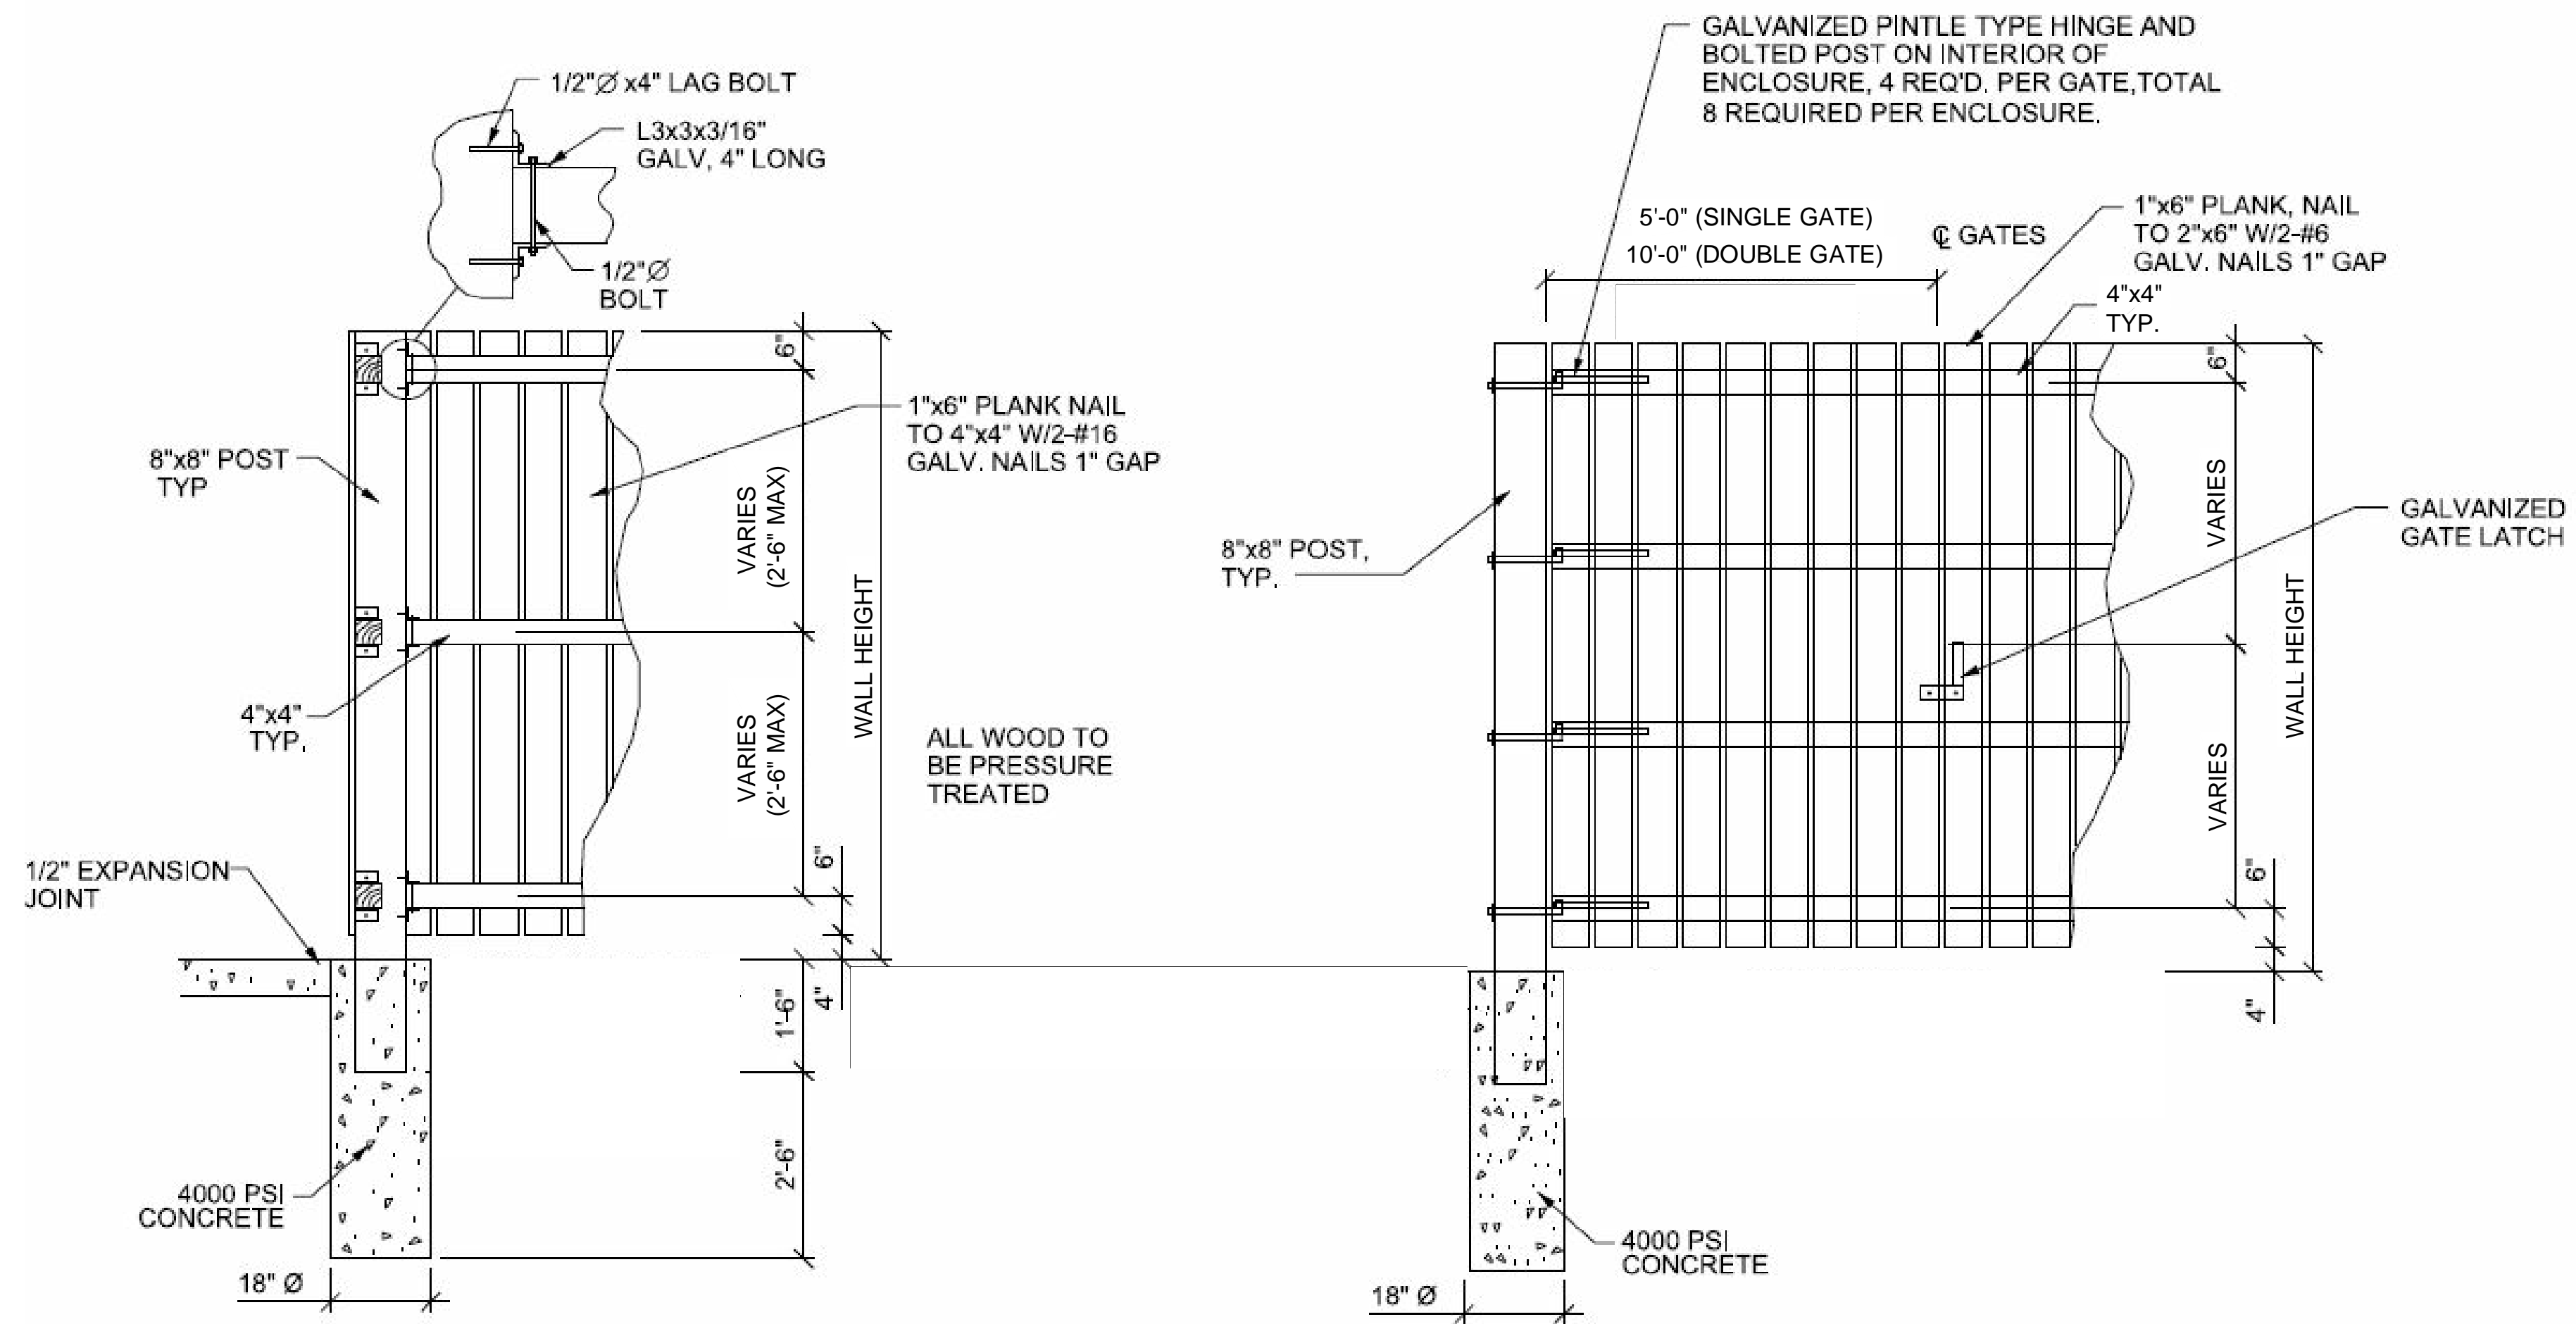 1/2"Ø x4" LAG BOLT
L3x3x3/16"
GALV, 4" LONG
1/2"Ø
BOLT
6"
8"x8" POST
TYP
1"x6" PLANK NAIL
TO 4"x4" W/2-#16
GALV. NAILS 1" GAP
VARIES
(2'-6" MAX)
WALL HEIGHT
4"x4"
TYP.
VARIES
(2'-6" MAX)
ALL WOOD TO
BE PRESSURE
TREATED
1/2" EXPANSION
JOINT
6"
4"
1'-6"
2'-6"
4000 PSI
CONCRETE
18" Ø
GALVANIZED PINTLE TYPE HINGE AND
BOLTED POST ON INTERIOR OF
ENCLOSURE, 4 REQ'D. PER GATE,TOTAL
8 REQUIRED PER ENCLOSURE.
5'-0" (SINGLE GATE)
10'-0" (DOUBLE GATE)
℄ GATES
1"x6" PLANK, NAIL
TO 2"x6" W/2-#6
GALV. NAILS 1" GAP
4"x4"
TYP.
6"
VARIES
GALVANIZED
GATE LATCH
8"x8" POST,
TYP.
WALL HEIGHT
VARIES
6"
4"
4000 PSI
CONCRETE
18" Ø